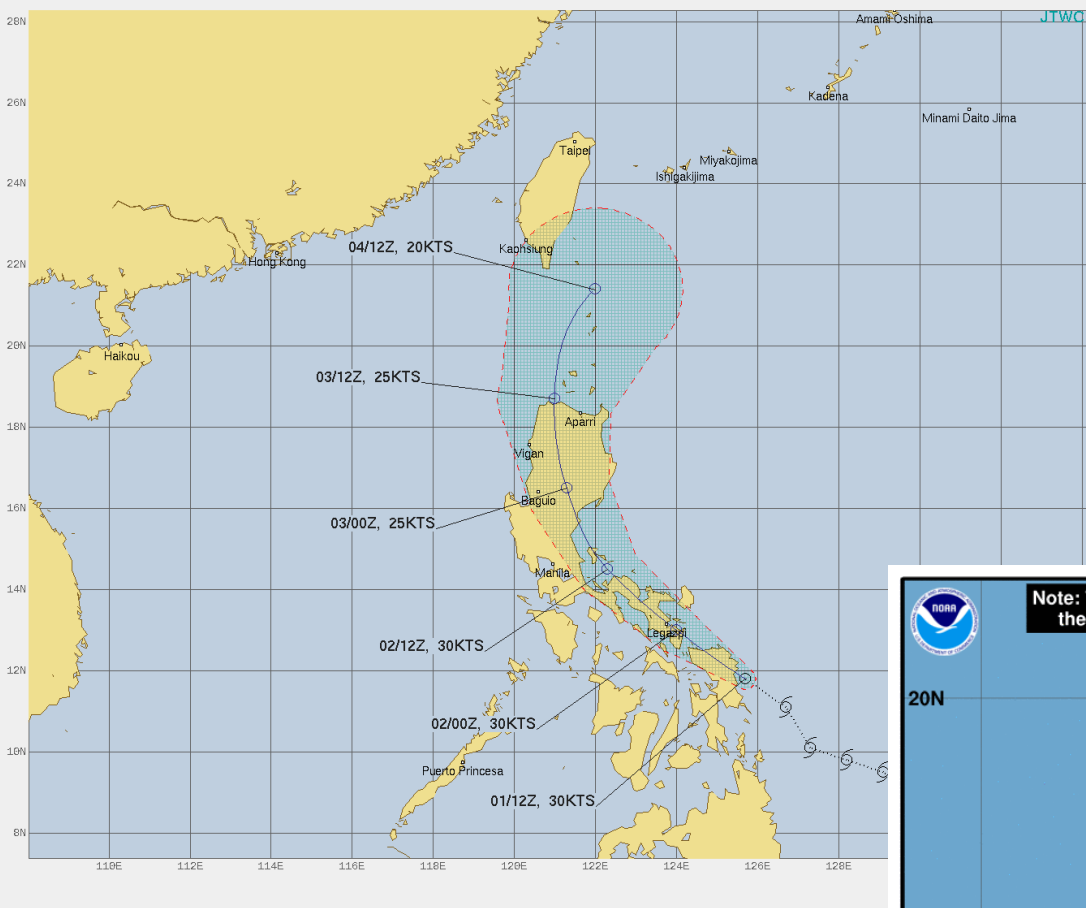 28N
Amami Oshima
JTWC
26N
Kadena
Minami Daito Jima
Taipei
24N
Miyakojima
Ishigakijima
04/12Z, 20KTS
Kaohsiung
22N
Hong Kong
20N
Haikou
03/12Z, 25KTS
18N
Aparri
Vigan
16N
Baguio
03/00Z, 25KTS
14N
Manila
Legazpi
02/12Z, 30KTS
12N
02/00Z, 30KTS
10N
Puerto Princesa
01/12Z, 30KTS
8N
110E 112E 114E 116E 118E 120E 122E 124E 126E 128E
NOAA
Note:
the
20N